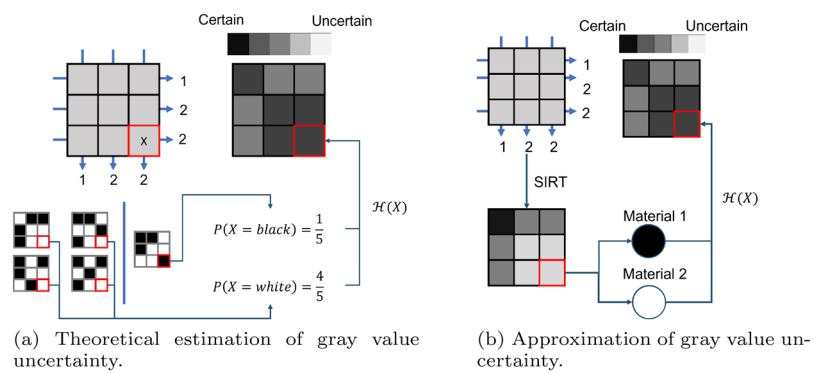 Certain Uncertain
1
2
x 2
1 2 2
ℋ(X)
P(X = black) = 1/5
P(X = white) = 4/5
(a) Theoretical estimation of gray value
uncertainty.
Certain Uncertain
1
2
2
1 2 2
SIRT
ℋ(X)
Material 1
Material 2
(b) Approximation of gray value un-
certainty.